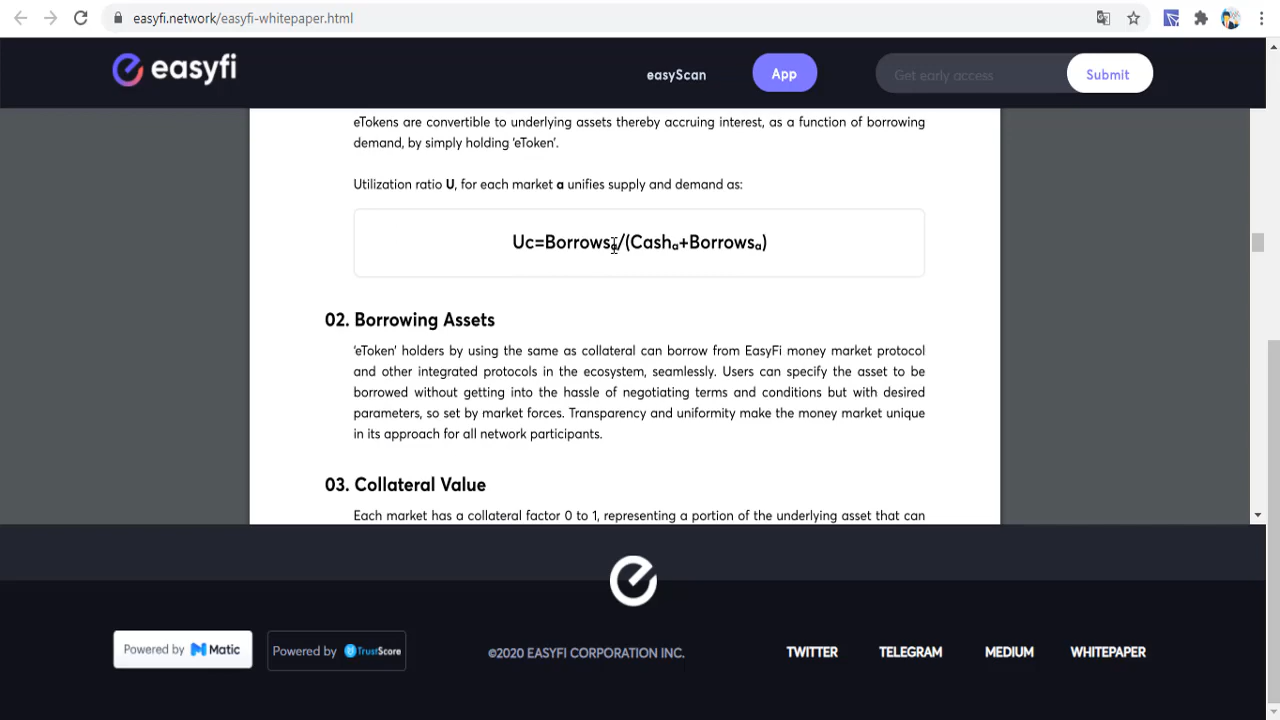 easyfi.network/easyfi-whitepaper.html
easyfi
easyScan
App
Get early access
Submit
eTokens are convertible to underlying assets thereby accruing interest, as a function of borrowing
demand, by simply holding ‘eToken’.
Utilization ratio U, for each market a unifies supply and demand as:
Uc=Borrowsₐ/(Cashₐ+Borrowsₐ)
02. Borrowing Assets
‘eToken’ holders by using the same as collateral can borrow from EasyFi money market protocol
and other integrated protocols in the ecosystem, seamlessly. Users can specify the asset to be
borrowed without getting into the hassle of negotiating terms and conditions but with desired
parameters, so set by market forces. Transparency and uniformity make the money market unique
in its approach for all network participants.
03. Collateral Value
Each market has a collateral factor 0 to 1, representing a portion of the underlying asset that can
Powered by Matic
Powered by TrustScore
©2020 EASYFI CORPORATION INC.
TWITTER
TELEGRAM
MEDIUM
WHITEPAPER